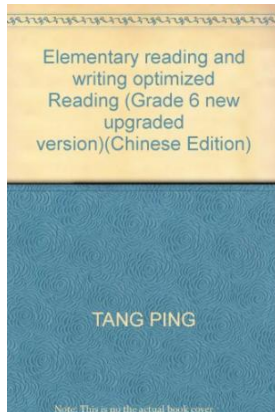 Elementary reading and
writing optimized
Reading (Grade 6 new
upgraded
version)(Chinese Edition)
TANG PING
Note: This is no the actual book cover